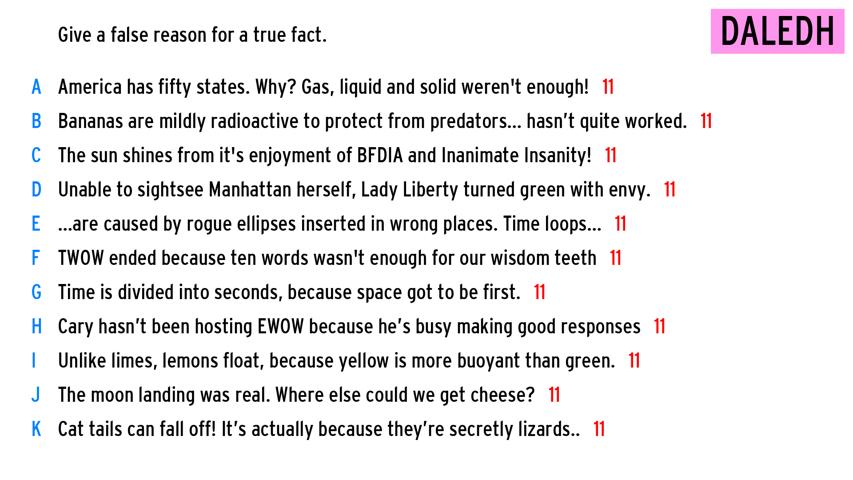 Give a false reason for a true fact.
DALEDH
A America has fifty states. Why? Gas, liquid and solid weren't enough! 11
B Bananas are mildly radioactive to protect from predators... hasn’t quite worked. 11
C The sun shines from it's enjoyment of BFDIA and Inanimate Insanity! 11
D Unable to sightsee Manhattan herself, Lady Liberty turned green with envy. 11
E ...are caused by rogue ellipses inserted in wrong places. Time loops... 11
F TWOW ended because ten words wasn't enough for our wisdom teeth 11
G Time is divided into seconds, because space got to be first. 11
H Cary hasn’t been hosting EWOW because he’s busy making good responses 11
I Unlike limes, lemons float, because yellow is more buoyant than green. 11
J The moon landing was real. Where else could we get cheese? 11
K Cat tails can fall off! It’s actually because they’re secretly lizards.. 11